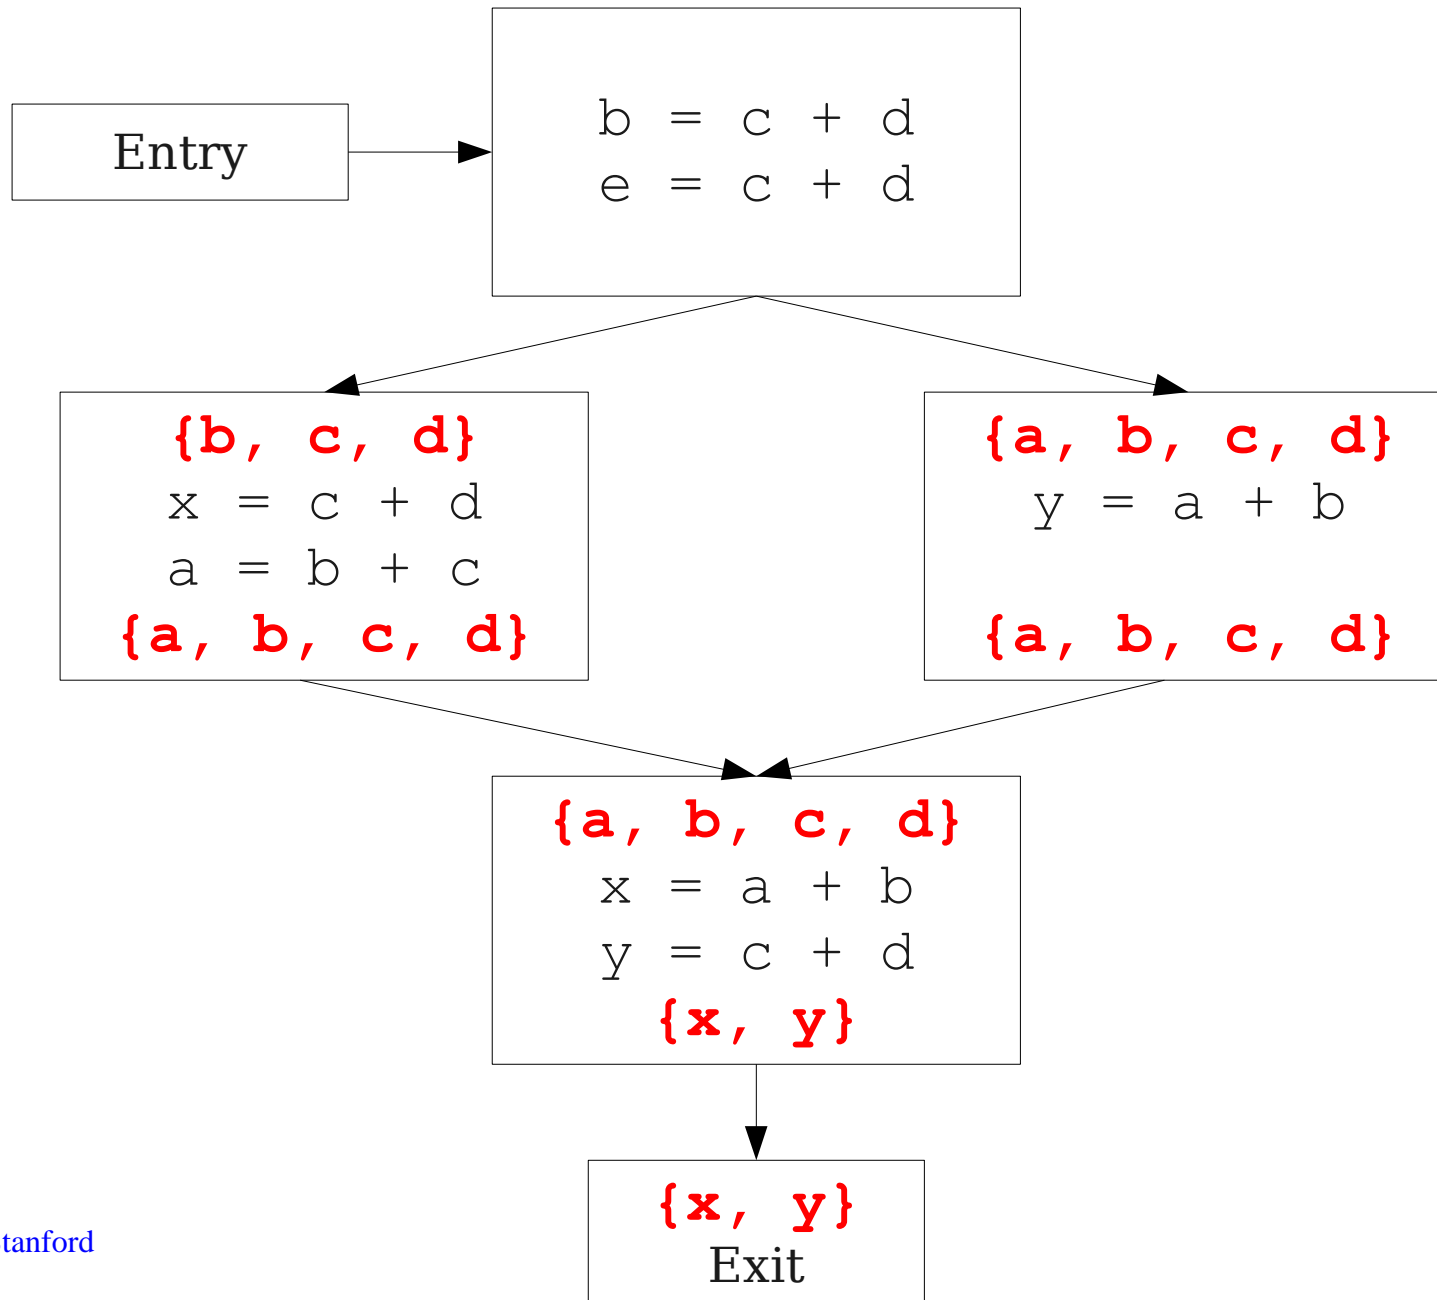 Entry
b = c + d
e = c + d
{b, c, d}
x = c + d
a = b + c
{a, b, c, d}
{a, b, c, d}
y = a + b
{a, b, c, d}
{a, b, c, d}
x = a + b
y = c + d
{x, y}
{x, y}
Exit
tanford